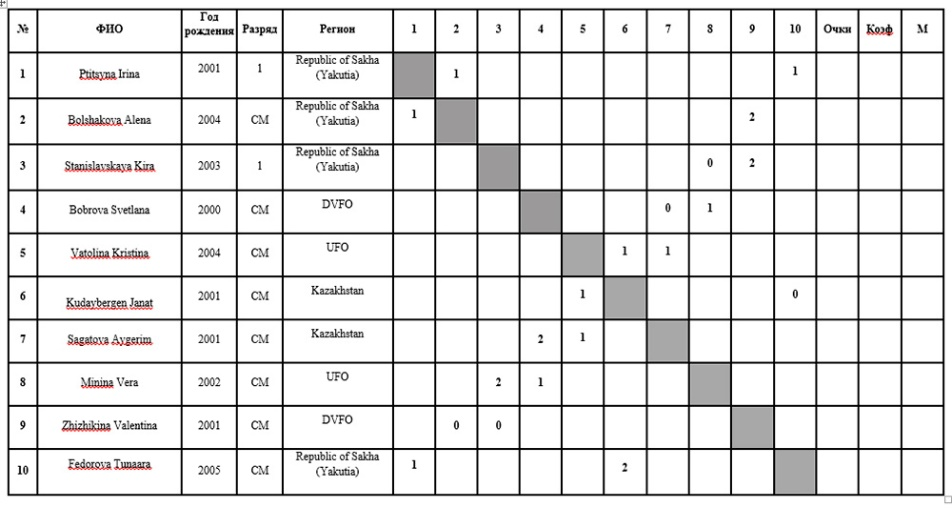 № ФИО Год рождения Разряд Регион 1 2 3 4 5 6 7 8 9 10 Очки Коэф М
1 Ptitsyna Irina 2001 1 Republic of Sakha (Yakutia) 1 1
2 Bolshakova Alena 2004 CM Republic of Sakha (Yakutia) 1 2
3 Stanislavskaya Kira 2003 1 Republic of Sakha (Yakutia) 0 2
4 Bobrova Svetlana 2000 CM DVFO 0 1
5 Vatolina Kristina 2004 CM UFO 1 1
6 Kudaybergen Janat 2001 CM Kazakhstan 1 0
7 Sagatova Aygerim 2001 CM Kazakhstan 2 1
8 Minina Vera 2002 CM UFO 2 1
9 Zhizhikina Valentina 2001 CM DVFO 0 0
10 Fedorova Tunaara 2005 CM Republic of Sakha (Yakutia) 1 2